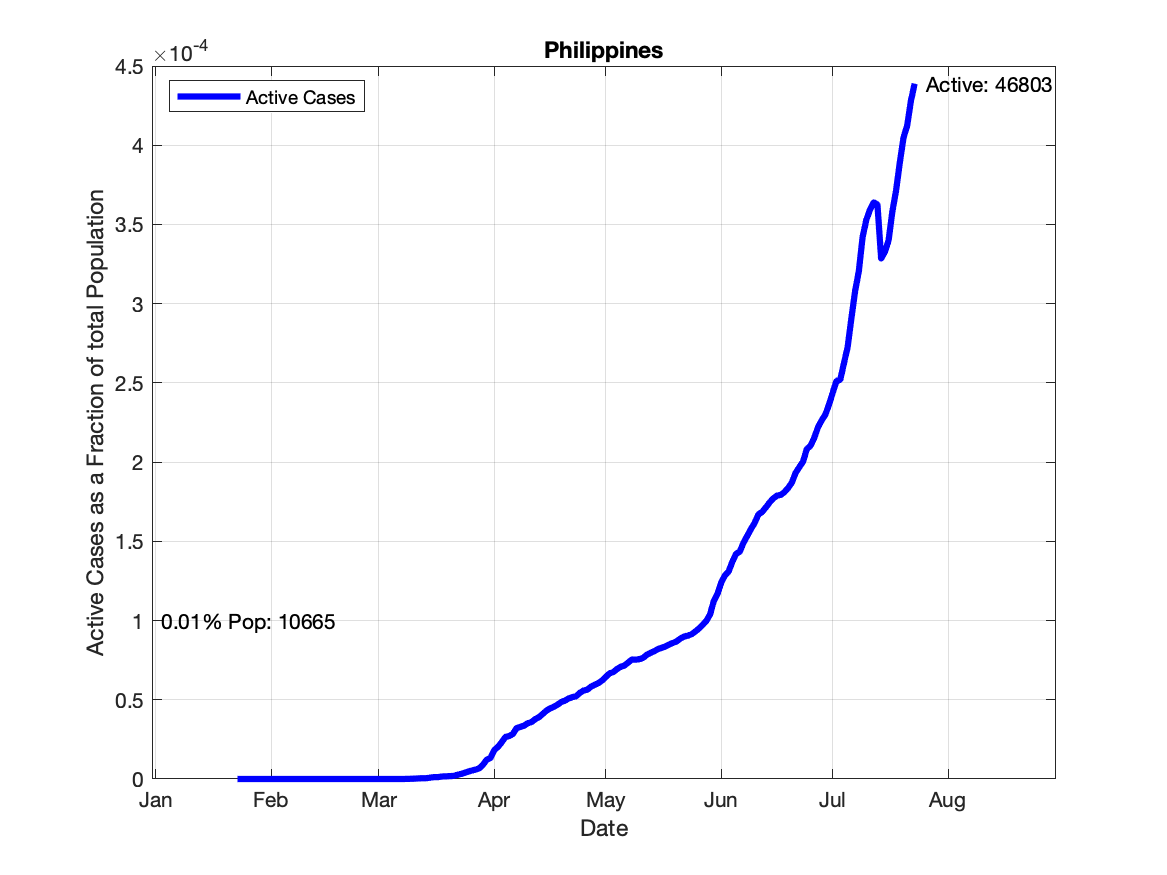 Philippines
×10-4
4.5
4
3.5
3
2.5
2
1.5
1
0.5
0
Active Cases as a Fraction of total Population
Active Cases
Active: 46803
0.01% Pop: 10665
Jan Feb Mar Apr May Jun Jul Aug
Date